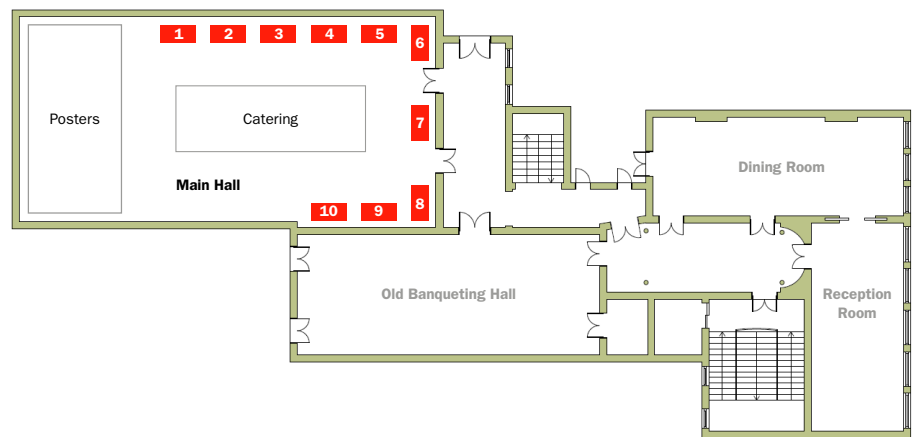 1
2
3
4
5
6
Posters
Catering
7
Dining Room
Main Hall
8
10
9
Old Banqueting Hall
Reception
Room